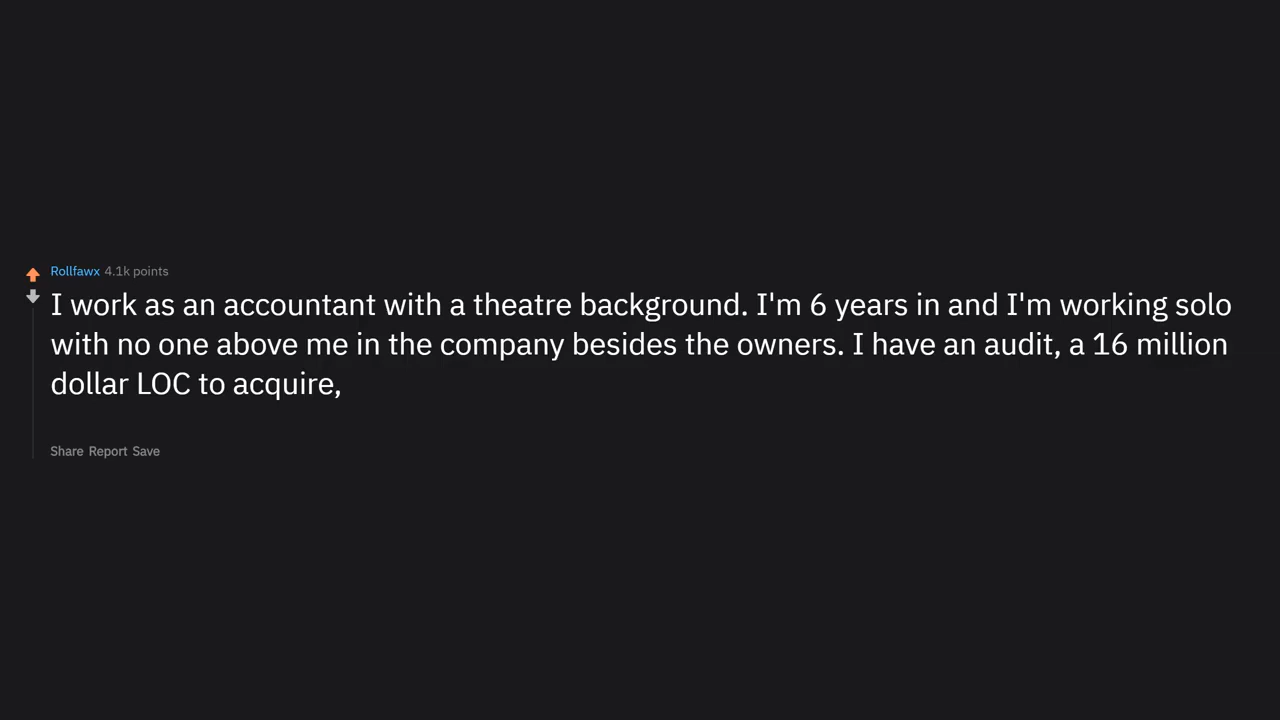 Rollfawx 4.1k points
I work as an accountant with a theatre background. I'm 6 years in and I'm working solo
with no one above me in the company besides the owners. I have an audit, a 16 million
dollar LOC to acquire,
Share Report Save